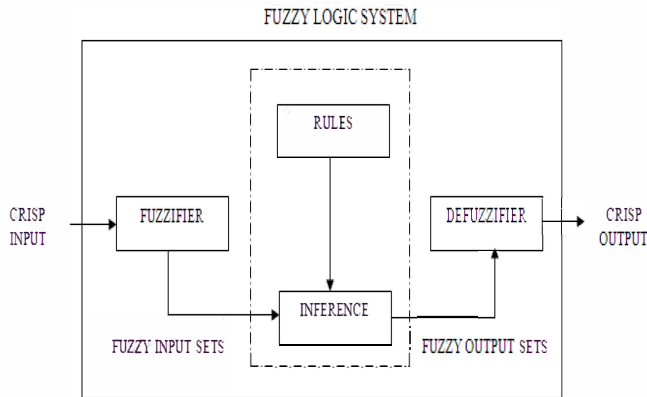 FUZZY LOGIC SYSTEM
RULES
CRISP
INPUT
FUZZIFIER
DEFUZZIFIER
CRISP
OUTPUT
INFERENCE
FUZZY INPUT SETS
FUZZY OUTPUT SETS